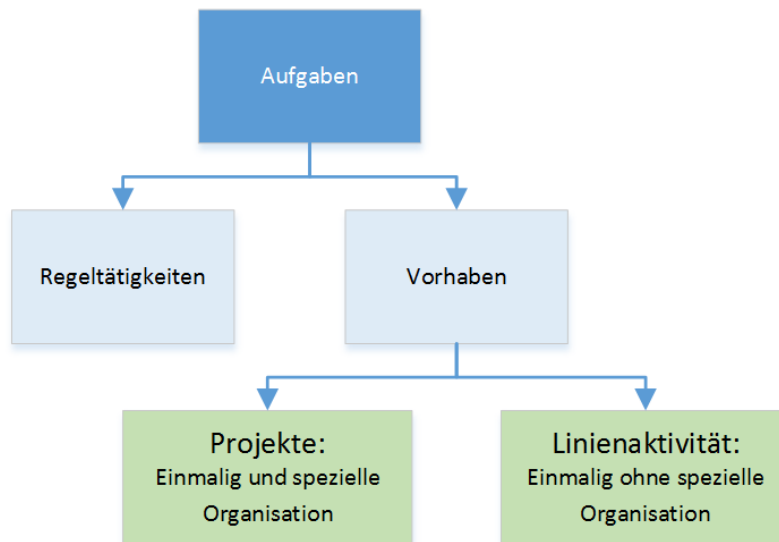 Aufgaben
Regeltätigkeiten
Vorhaben
Projekte:
Einmalig und spezielle
Organisation
Linienaktivität:
Einmalig ohne spezielle
Organisation